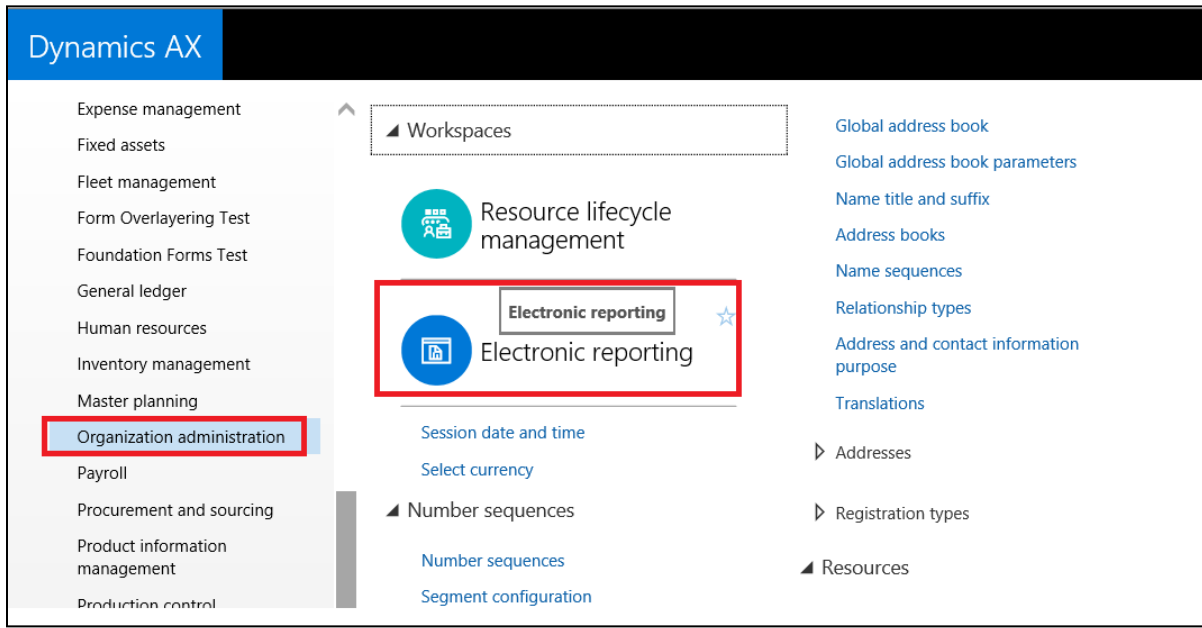 Dynamics AX
Expense management
Fixed assets
Fleet management
Form Overlayering Test
Foundation Forms Test
General ledger
Human resources
Inventory management
Master planning
Organization administration
Payroll
Procurement and sourcing
Product information
management
Production control
Workspaces
Resource lifecycle
management
Electronic reporting
Electronic reporting
Session date and time
Select currency
Number sequences
Number sequences
Segment configuration
Global address book
Global address book parameters
Name title and suffix
Address books
Name sequences
Relationship types
Address and contact information
purpose
Translations
Addresses
Registration types
Resources